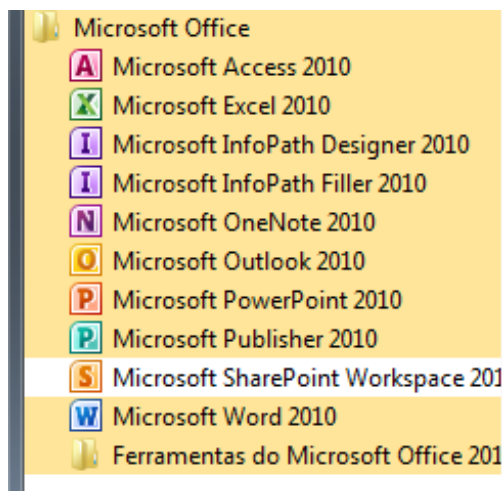 Microsoft Office
Microsoft Access 2010
Microsoft Excel 2010
Microsoft InfoPath Designer 2010
Microsoft InfoPath Filler 2010
Microsoft OneNote 2010
Microsoft Outlook 2010
Microsoft PowerPoint 2010
Microsoft Publisher 2010
Microsoft SharePoint Workspace 201
Microsoft Word 2010
Ferramentas do Microsoft Office 201